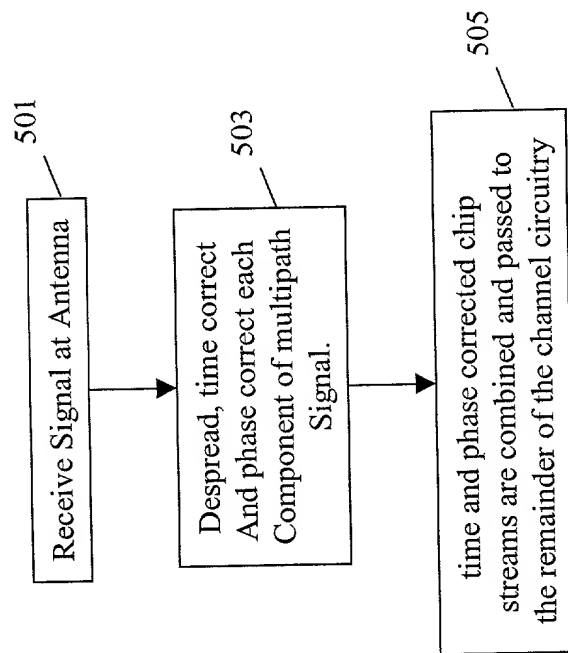 501
Receive Signal at Antenna
503
Despread, time correct
And phase correct each
Component of multipath
Signal.
505
time and phase corrected chip
streams are combined and passed to
the remainder of the channel circuitry